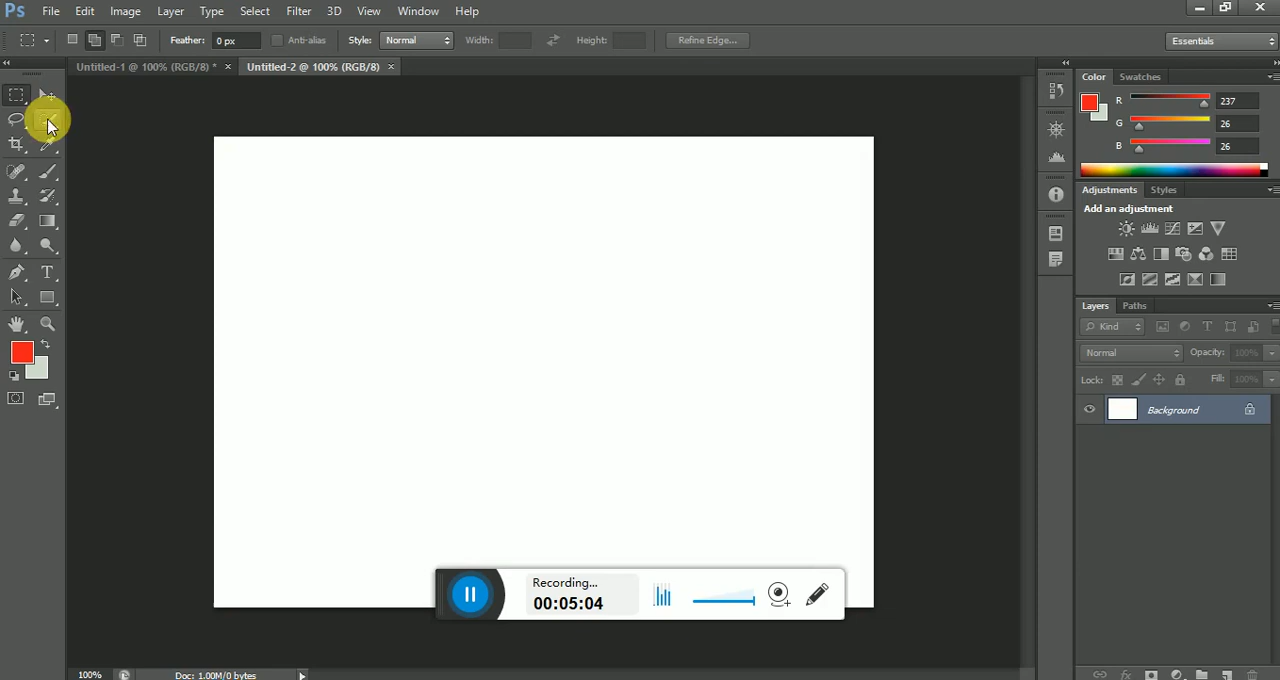 Ps File Edit Image Layer Type Select Filter 3D View Window Help
Feather: 0 px Anti-alias Style: Normal Width: Height: Refine Edge... Essentials
Untitled-1 @ 100% (RGB/8) * × Untitled-2 @ 100% (RGB/8) ×
Color Swatches
R 237
G 26
B 26
Adjustments Styles
Add an adjustment
Layers Paths
Kind
Normal Opacity: 100%
Lock: Fill: 100%
Background
Recording...
00:05:04
100% Doc: 1.00M/0 bytes